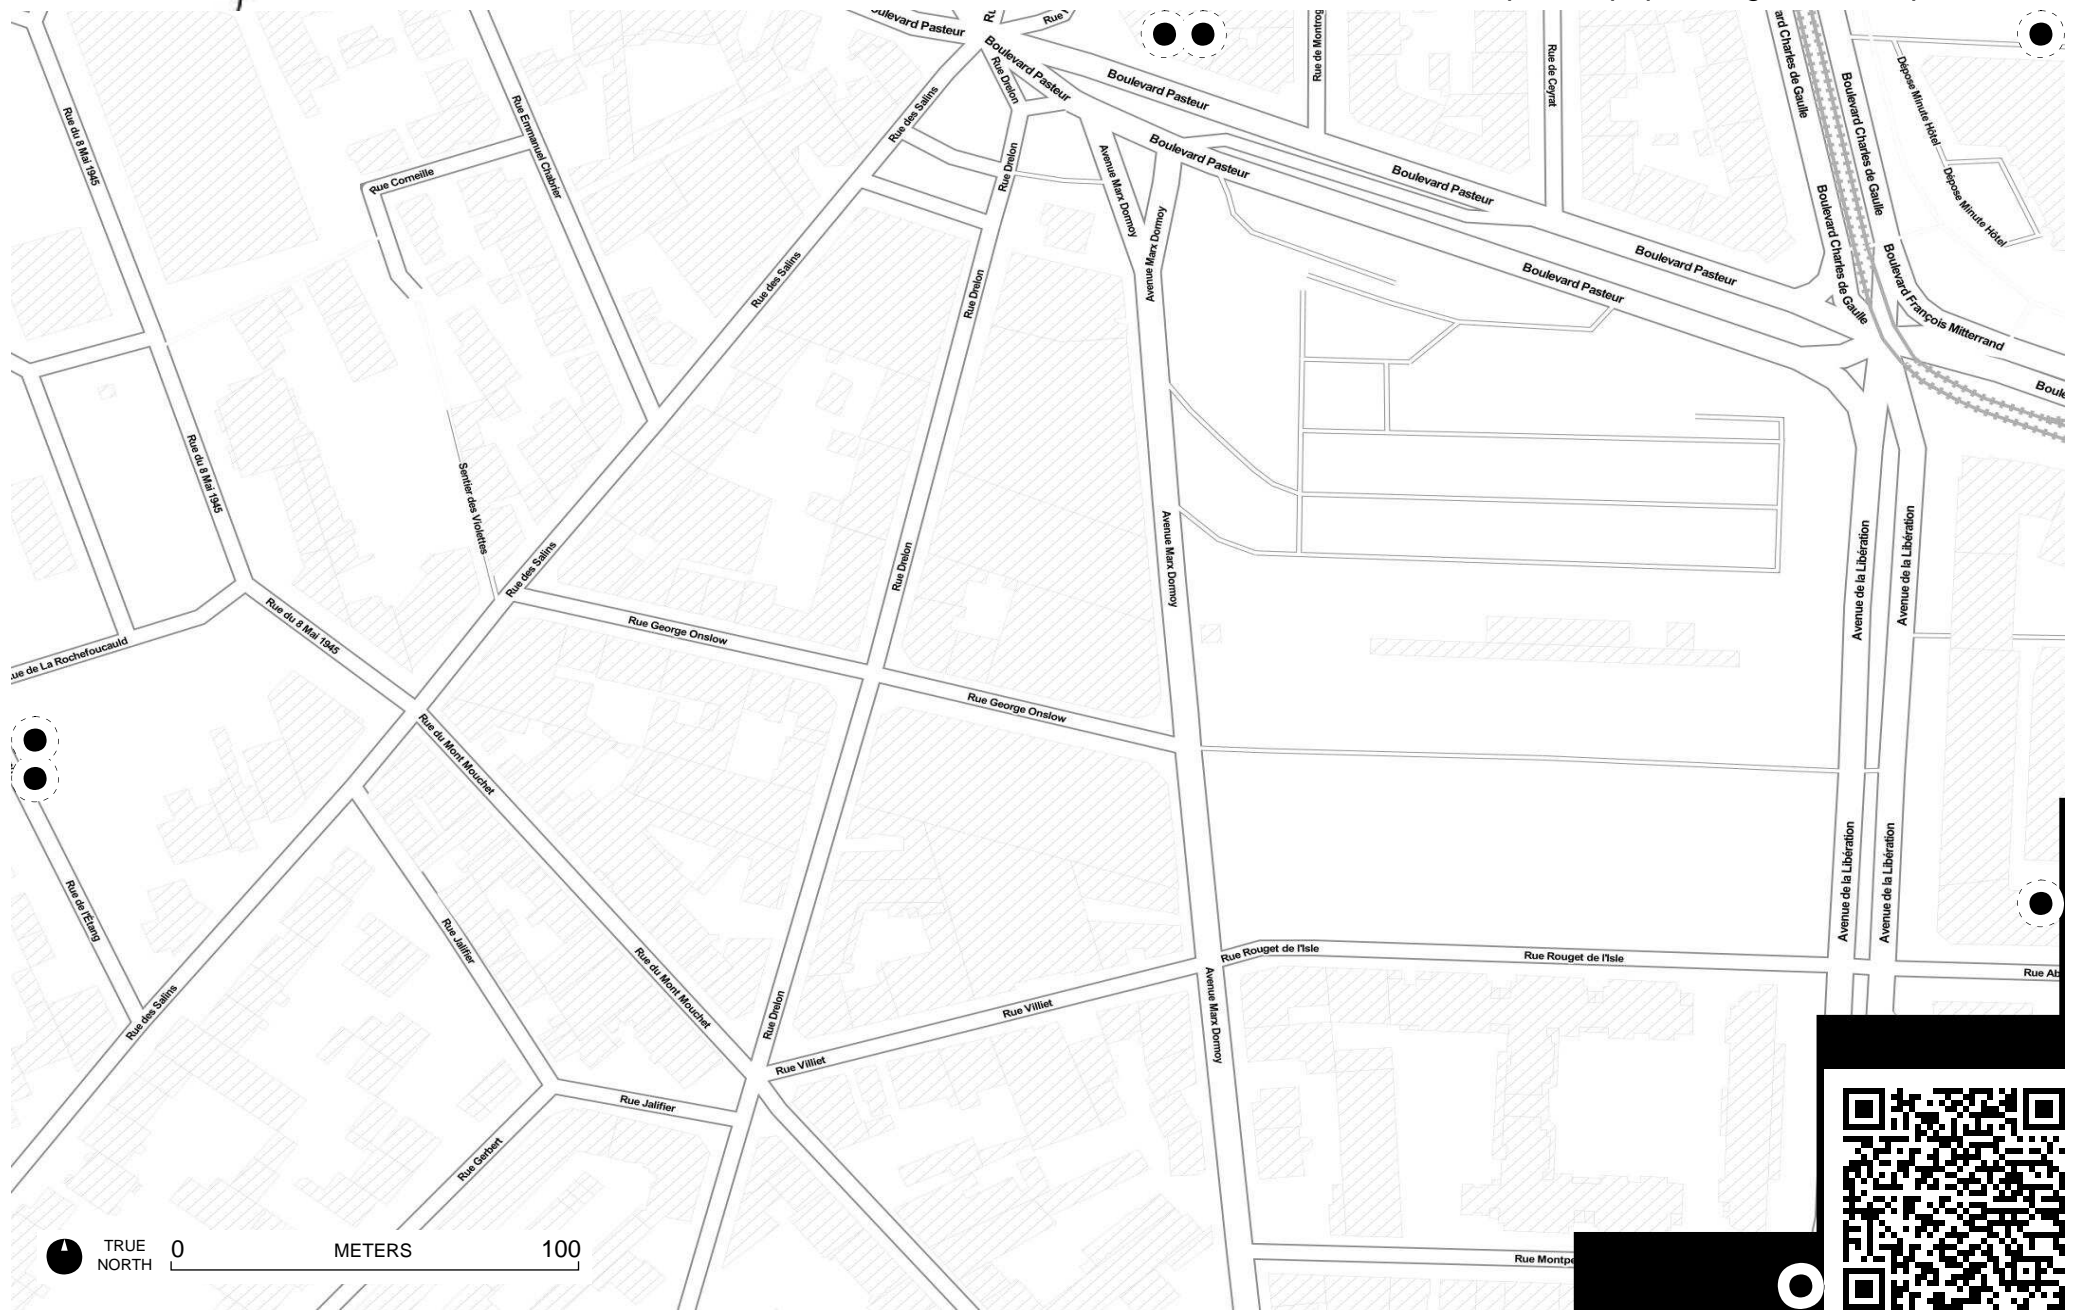 Boulevard Pasteur
Boulevard Pasteur
Boulevard Pasteur
Rue Drelon
Rue des Salins
Boulevard Pasteur
Rue de Ceyrat
Boulevard Charles de Gaulle
Dépose Minute Hôtel
Rue du 8 Mai 1945
Rue Emmanuel Chabrier
Rue Corneille
Rue Drelon
Avenue Marx Dormoy
Boulevard Pasteur
Dépose Minute Hôtel
Boulevard Charles de Gaulle
Rue des Salins
Rue Drelon
Avenue Marx Dormoy
Boulevard Pasteur
Boulevard Pasteur
Boulevard François Mitterrand
Rue du 8 Mai 1945
Sentier des Violettes
Rue des Salins
Rue Drelon
Avenue Marx Dormoy
Avenue de la Libération
Avenue de la Libération
Rue du 8 Mai 1945
Rue George Onslow
de La Rochefoucauld
Rue George Onslow
Rue du Mont Mouchet
Rue de l'Étang
Rue Jalifier
Rue du Mont Mouchet
Avenue de la Libération
Avenue de la Libération
Rue Rouget de l'Isle
Rue Rouget de l'Isle
Rue des Salins
Rue Drelon
Rue Villiet
Avenue Marx Dormoy
Rue Villiet
Rue Jalifier
Rue Gerbert
TRUE
NORTH
0 METERS 100